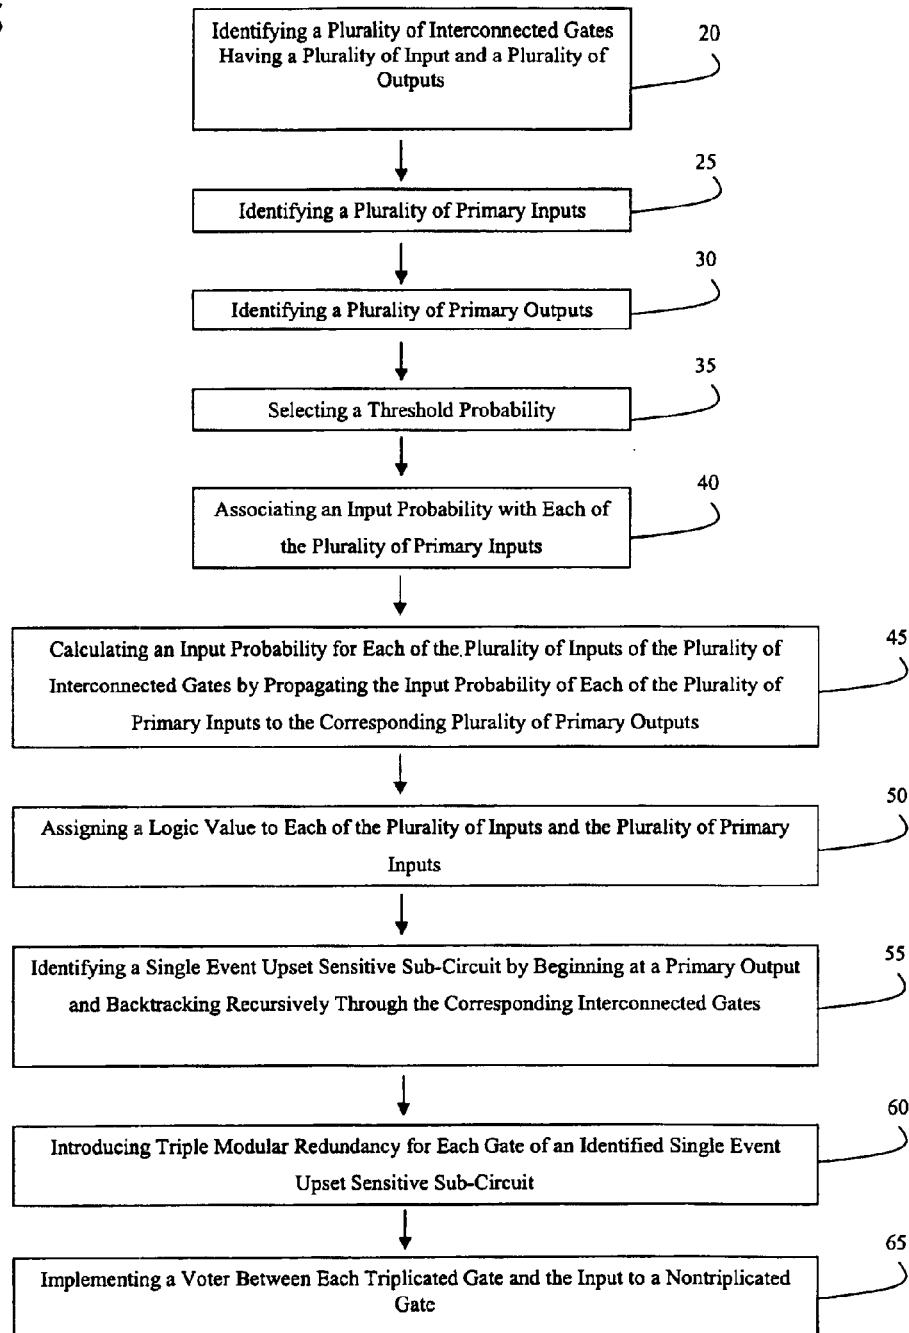 Identifying a Plurality of Interconnected Gates
Having a Plurality of Input and a Plurality of
Outputs
20
25
Identifying a Plurality of Primary Inputs
30
Identifying a Plurality of Primary Outputs
35
Selecting a Threshold Probability
40
Associating an Input Probability with Each of
the Plurality of Primary Inputs
Calculating an Input Probability for Each of the Plurality of Inputs of the Plurality of
Interconnected Gates by Propagating the Input Probability of Each of the Plurality of
Primary Inputs to the Corresponding Plurality of Primary Outputs
45
50
Assigning a Logic Value to Each of the Plurality of Inputs and the Plurality of Primary
Inputs
Identifying a Single Event Upset Sensitive Sub-Circuit by Beginning at a Primary Output
and Backtracking Recursively Through the Corresponding Interconnected Gates
55
60
Introducing Triple Modular Redundancy for Each Gate of an Identified Single Event
Upset Sensitive Sub-Circuit
65
Implementing a Voter Between Each Triplicated Gate and the Input to a Nontriplicated
Gate